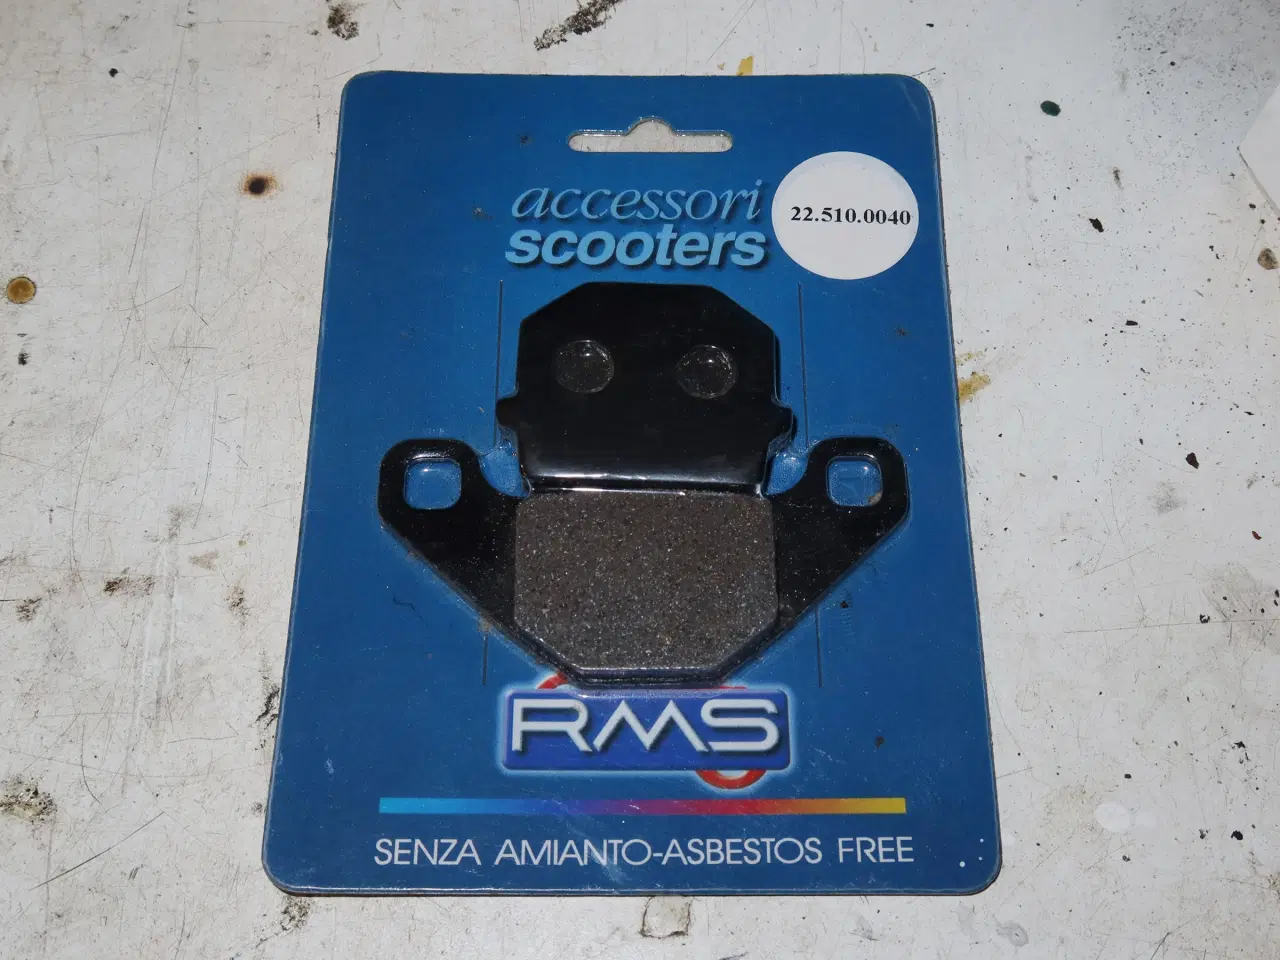 accessori
scooters
22.510.0040
RMS
SENZA AMIANTO-ASBESTOS FREE